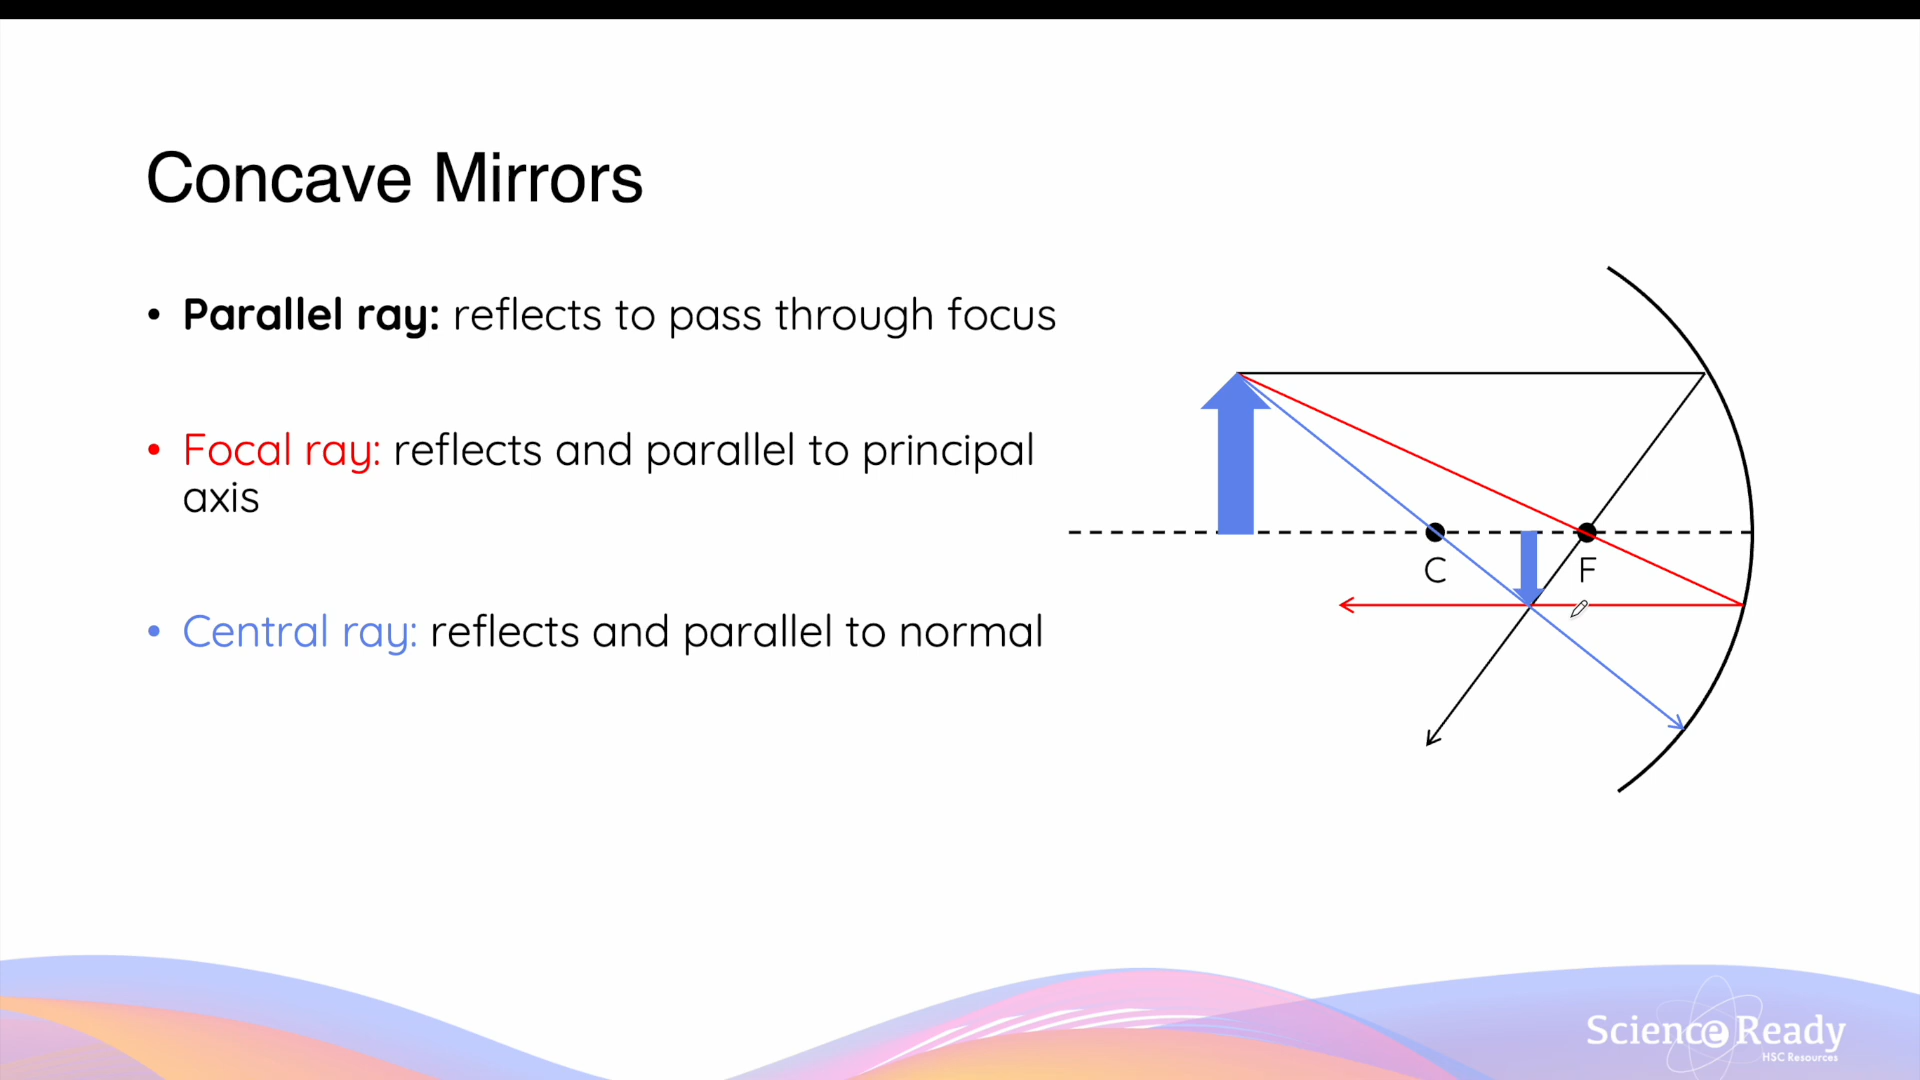 Concave Mirrors
• Parallel ray: reflects to pass through focus
• Focal ray: reflects and parallel to principal
axis
• Central ray: reflects and parallel to normal
C
F
Science Ready
HSC Resources